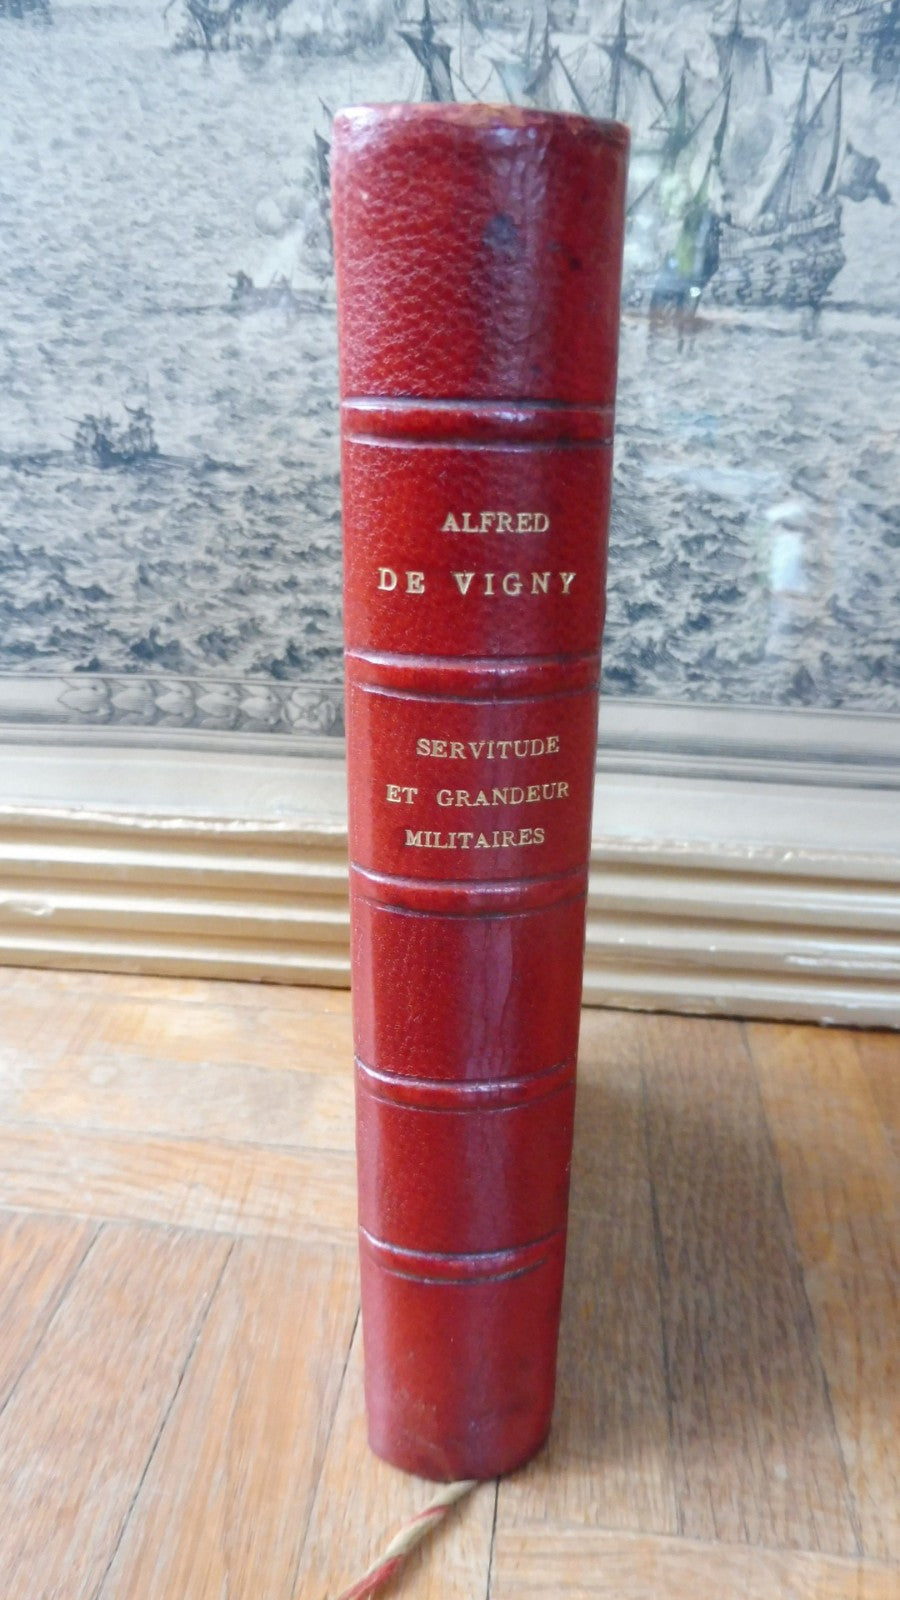 ALFRED
DE VIGNY
SERVITUDE
ET GRANDEUR
MILITAIRES